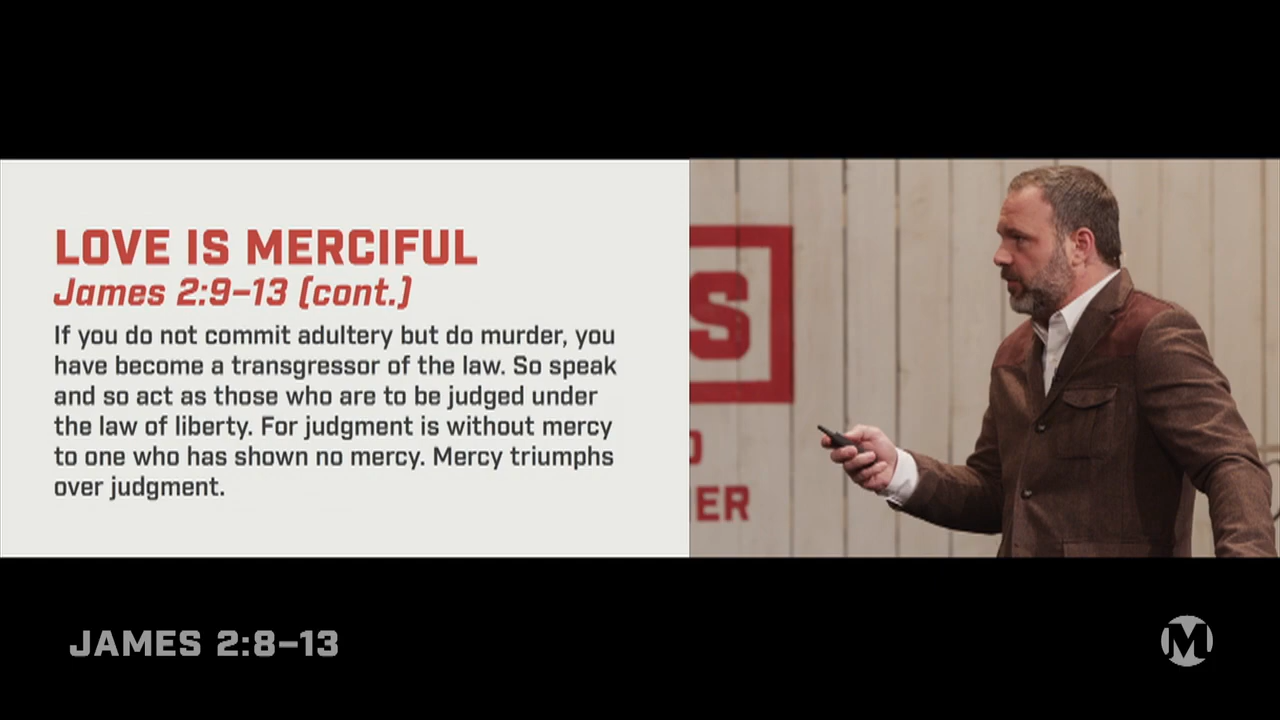 LOVE IS MERCIFUL
James 2:9–13 (cont.)
If you do not commit adultery but do murder, you
have become a transgressor of the law. So speak
and so act as those who are to be judged under
the law of liberty. For judgment is without mercy
to one who has shown no mercy. Mercy triumphs
over judgment.
S
ER
JAMES 2:8–13
M